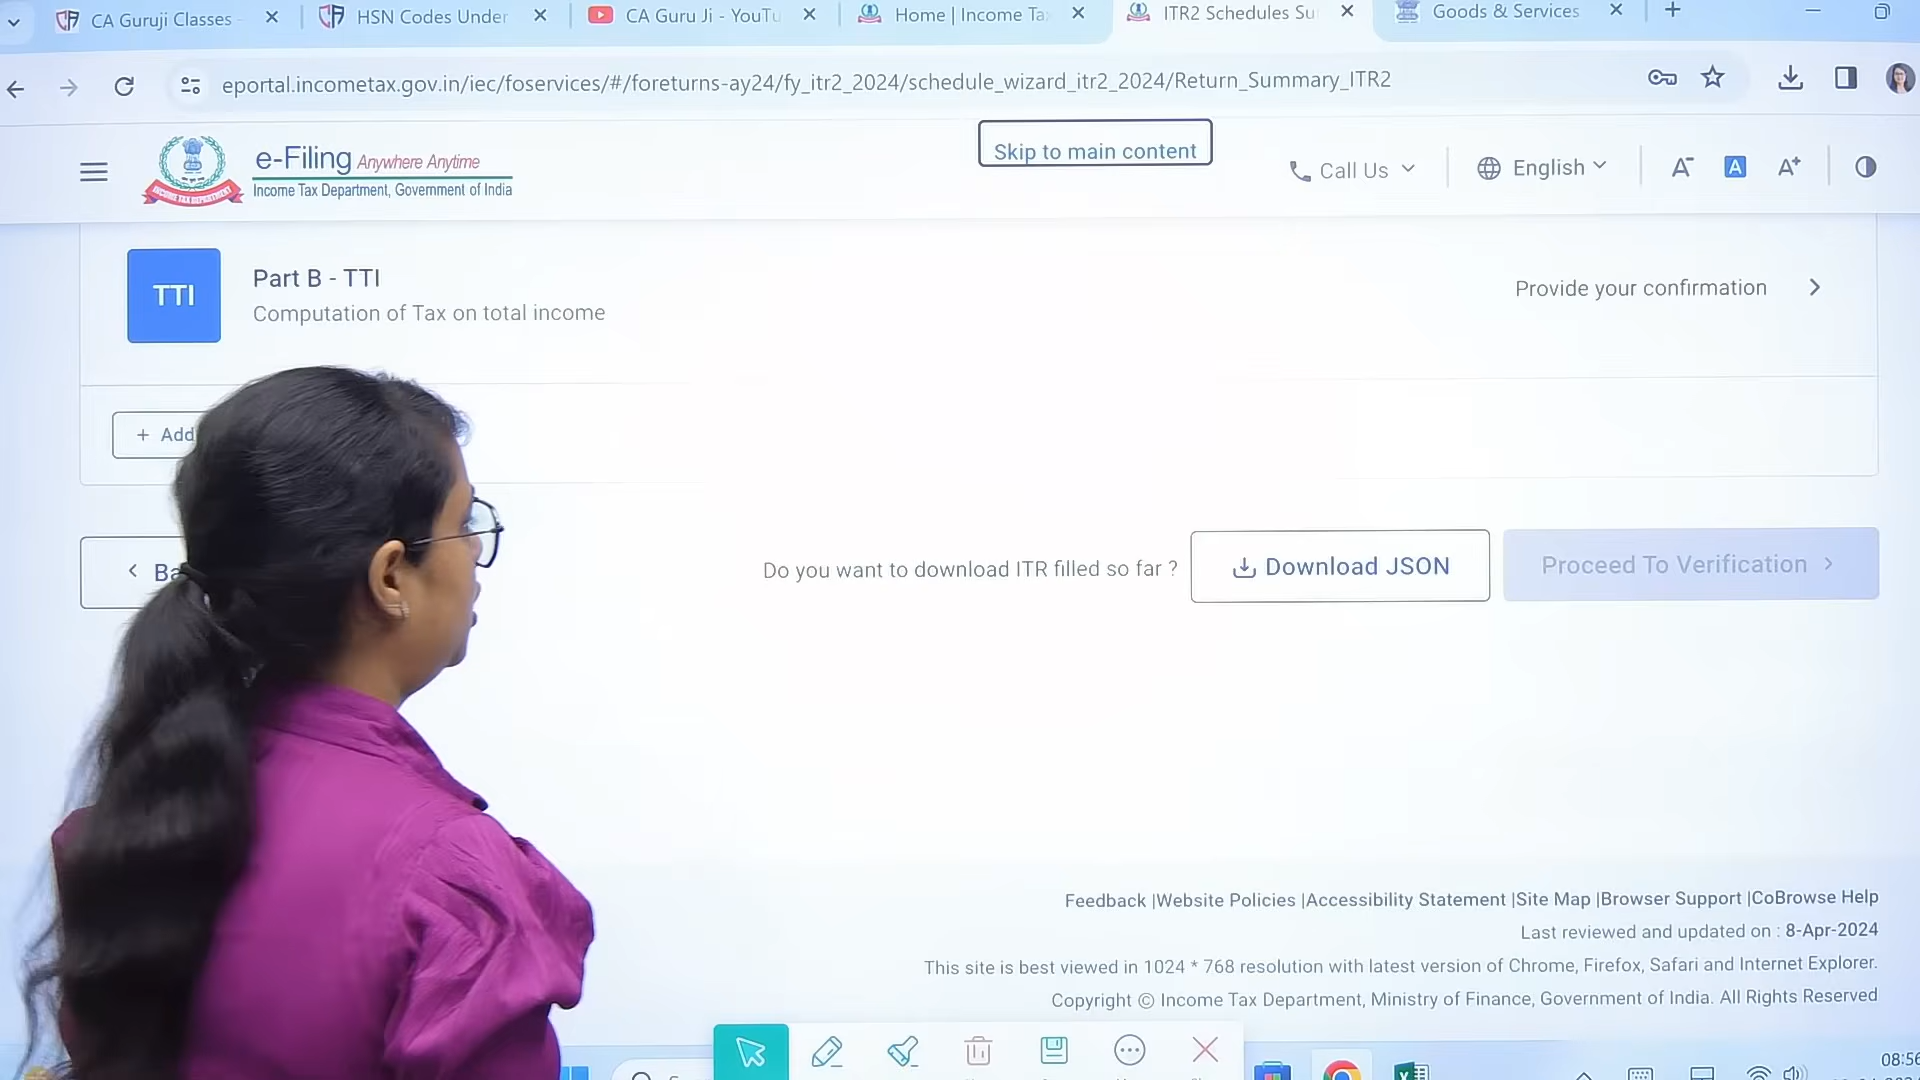 CA Guruji Classes
HSN Codes Under
CA Guru Ji - YouTu
Home | Income Ta
ITR2 Schedules Su
Goods & Services
eportal.incometax.gov.in/iec/foservices/#/foreturns-ay24/fy_itr2_2024/schedule_wizard_itr2_2024/Return_Summary_ITR2
Skip to main content
e-Filing Anywhere Anytime
Income Tax Department, Government of India
INCOME TAX DEPARTMENT
Call Us
English
A- A A+
TTI
Part B - TTI
Computation of Tax on total income
Provide your confirmation
+ Add
Ba
Do you want to download ITR filled so far ?
Download JSON
Proceed To Verification
Feedback |Website Policies |Accessibility Statement |Site Map |Browser Support |CoBrowse Help
Last reviewed and updated on : 8-Apr-2024
This site is best viewed in 1024 * 768 resolution with latest version of Chrome, Firefox, Safari and Internet Explorer.
Copyright © Income Tax Department, Ministry of Finance, Government of India. All Rights Reserved
08:56